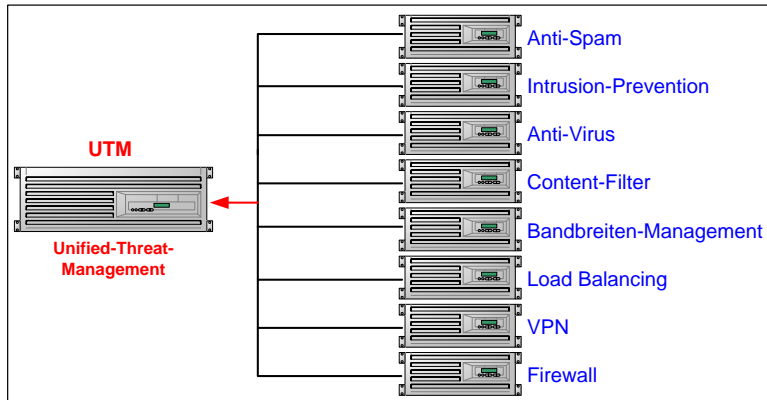 UTM
Unified-Threat-
Management
Anti-Spam
Intrusion-Prevention
Anti-Virus
Content-Filter
Bandbreiten-Management
Load Balancing
VPN
Firewall